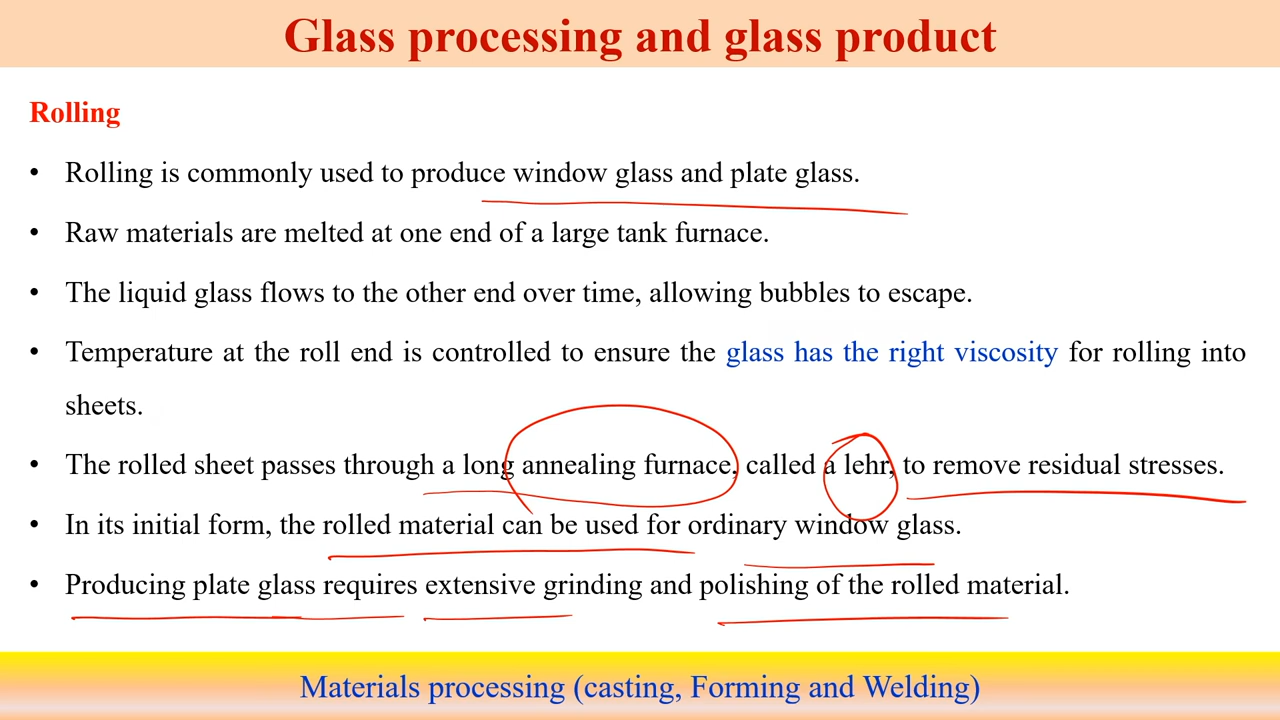 Glass processing and glass product
Rolling
• Rolling is commonly used to produce window glass and plate glass.
• Raw materials are melted at one end of a large tank furnace.
• The liquid glass flows to the other end over time, allowing bubbles to escape.
• Temperature at the roll end is controlled to ensure the glass has the right viscosity for rolling into
sheets.
• The rolled sheet passes through a long annealing furnace, called a lehr, to remove residual stresses.
• In its initial form, the rolled material can be used for ordinary window glass.
• Producing plate glass requires extensive grinding and polishing of the rolled material.
Materials processing (casting, Forming and Welding)